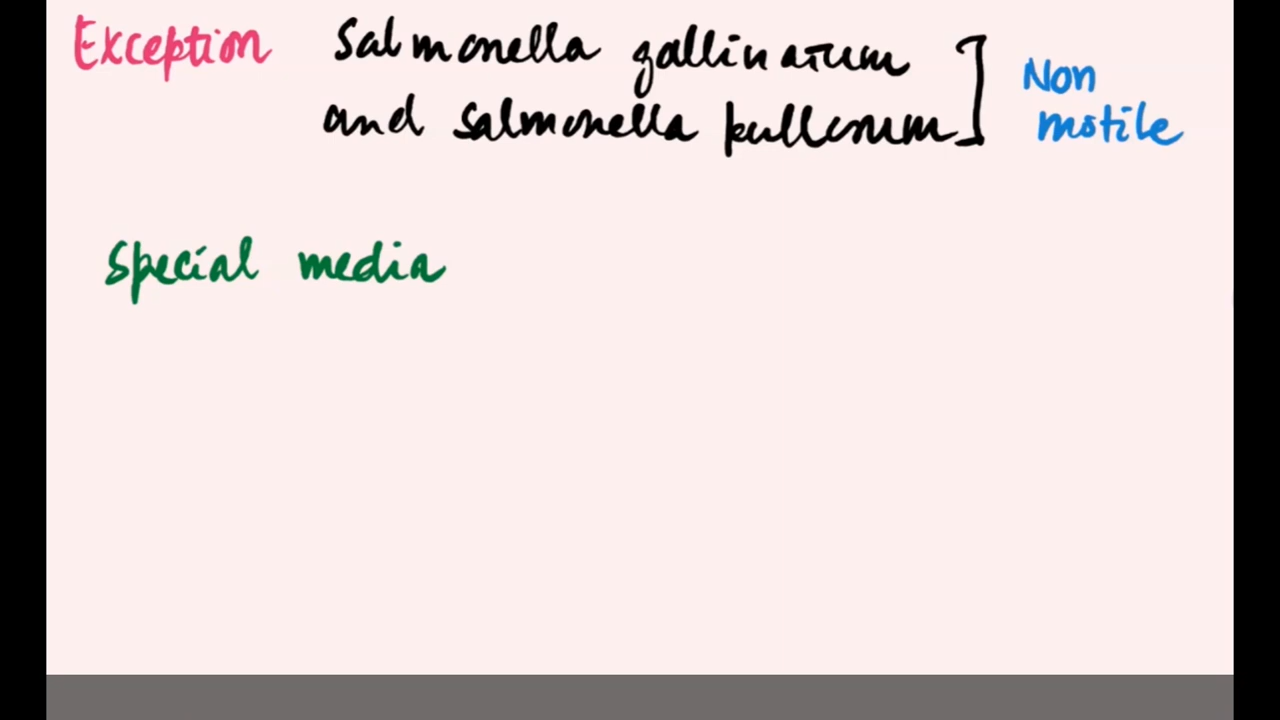 Exception Salmonella gallinarum ] Non
and salmonella pullorum ] motile
special media